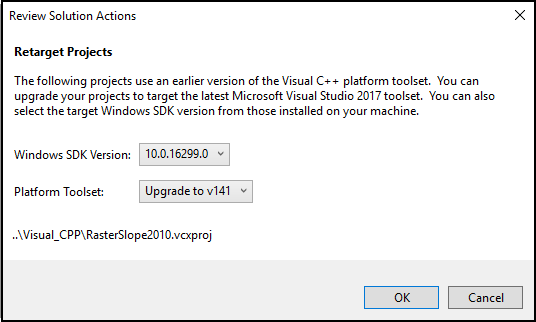 Review Solution Actions
Retarget Projects
The following projects use an earlier version of the Visual C++ platform toolset.  You can
upgrade your projects to target the latest Microsoft Visual Studio 2017 toolset.  You can also
select the target Windows SDK version from those installed on your machine.
Windows SDK Version: 10.0.16299.0
Platform Toolset: Upgrade to v141
..\Visual_CPP\RasterSlope2010.vcxproj
OK Cancel